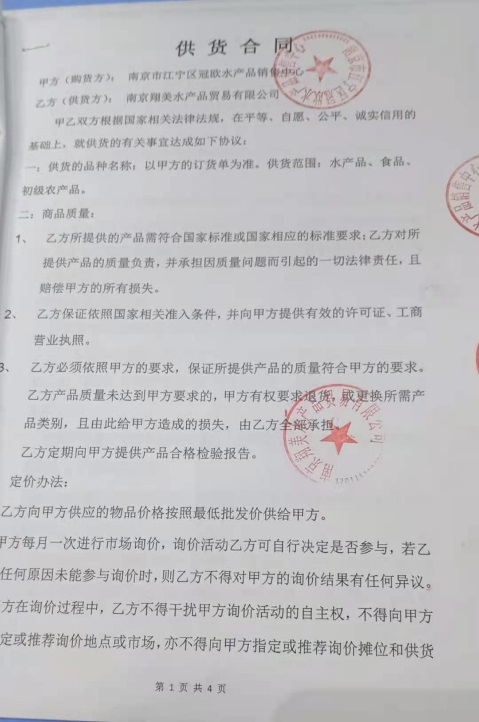 供货合同
甲方（购货方）： 南京市江宁区冠欧水产品销售中心
乙方（供货方）： 南京翔美水产品贸易有限公司
甲乙双方根据国家相关法律法规，在平等、自愿、公平、诚实信用的
基础上，就供货的有关事宜达成如下协议：
一：供货的品种名称：以甲方的订货单为准。供货范围：水产品、食品、
初级农产品。
二：商品质量：
1、 乙方所提供的产品需符合国家标准或国家相应的标准要求；乙方对所
提供产品的质量负责，并承担因质量问题而引起的一切法律责任，且
赔偿甲方的所有损失。
2、 乙方保证依照国家相关准入条件，并向甲方提供有效的许可证、工商
营业执照。
3、 乙方必须依照甲方的要求，保证所提供产品的质量符合甲方的要求。
乙方产品质量未达到甲方要求的，甲方有权要求退货，或更换所需产
品类别，且由此给甲方造成的损失，由乙方全部承担。
乙方定期向甲方提供产品合格检验报告。
定价办法：
乙方向甲方供应的物品价格按照最低批发价供给甲方。
甲方每月一次进行市场询价，询价活动乙方可自行决定是否参与，若乙
任何原因未能参与询价时，则乙方不得对甲方的询价结果有任何异议。
方在询价过程中，乙方不得干扰甲方询价活动的自主权，不得向甲方
定或推荐询价地点或市场，亦不得向甲方指定或推荐询价摊位和供货
第 1 页 共 4 页